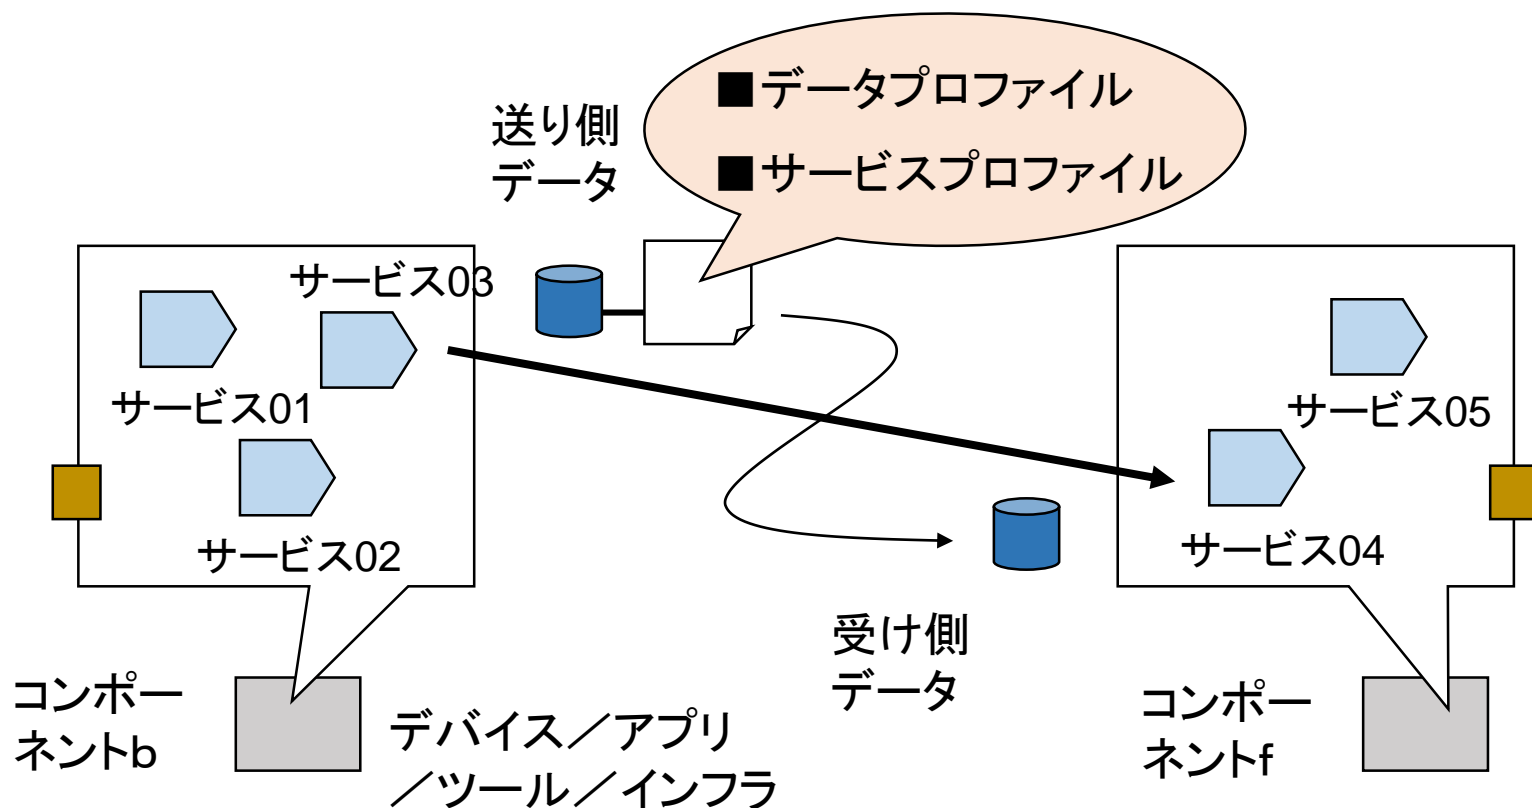 ■データプロファイル
■サービスプロファイル
送り側
データ
サービス03
サービス01
サービス02
サービス05
サービス04
受け側
データ
コンポー
ネントb
デバイス／アプリ
／ツール／インフラ
コンポー
ネントf